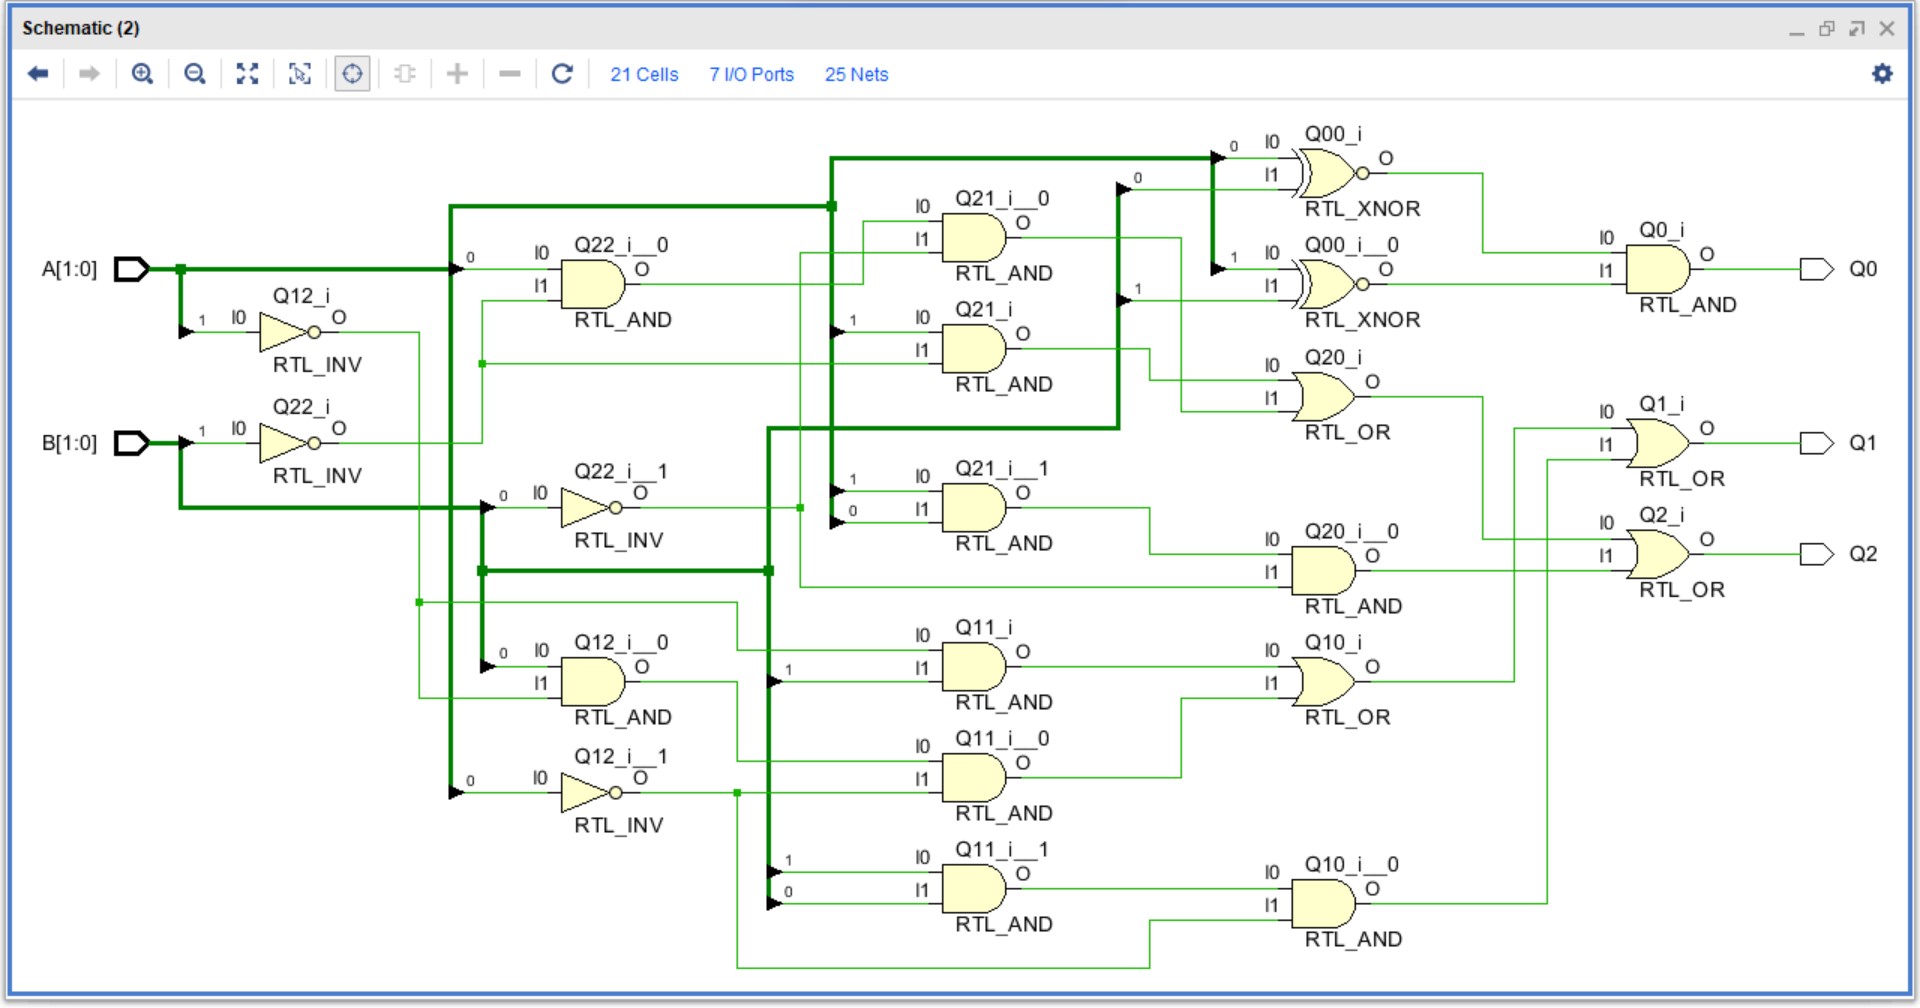 Schematic (2)
21 Cells 7 I/O Ports 25 Nets
A[1:0]
B[1:0]
1 I0 Q12_i O RTL_INV
1 I0 Q22_i O RTL_INV
0 I0 I1 Q22_i__0 O RTL_AND
0 I0 Q22_i__1 O RTL_INV
0 I0 I1 Q12_i__0 O RTL_AND
0 I0 Q12_i__1 O RTL_INV
I0 I1 Q21_i__0 O RTL_AND
1 I0 I1 Q21_i O RTL_AND
1 I0 0 I1 Q21_i__1 O RTL_AND
I0 1 I1 Q11_i O RTL_AND
I0 I1 Q11_i__0 O RTL_AND
1 I0 0 I1 Q11_i__1 O RTL_AND
0 I0 0 I1 Q00_i O RTL_XNOR
1 I0 1 I1 Q00_i__0 O RTL_XNOR
I0 I1 Q20_i O RTL_OR
I0 I1 Q20_i__0 O RTL_AND
I0 I1 Q10_i O RTL_OR
I0 I1 Q10_i__0 O RTL_AND
I0 I1 Q0_i O RTL_AND
I0 I1 Q1_i O RTL_OR
I0 I1 Q2_i O RTL_OR
Q0
Q1
Q2